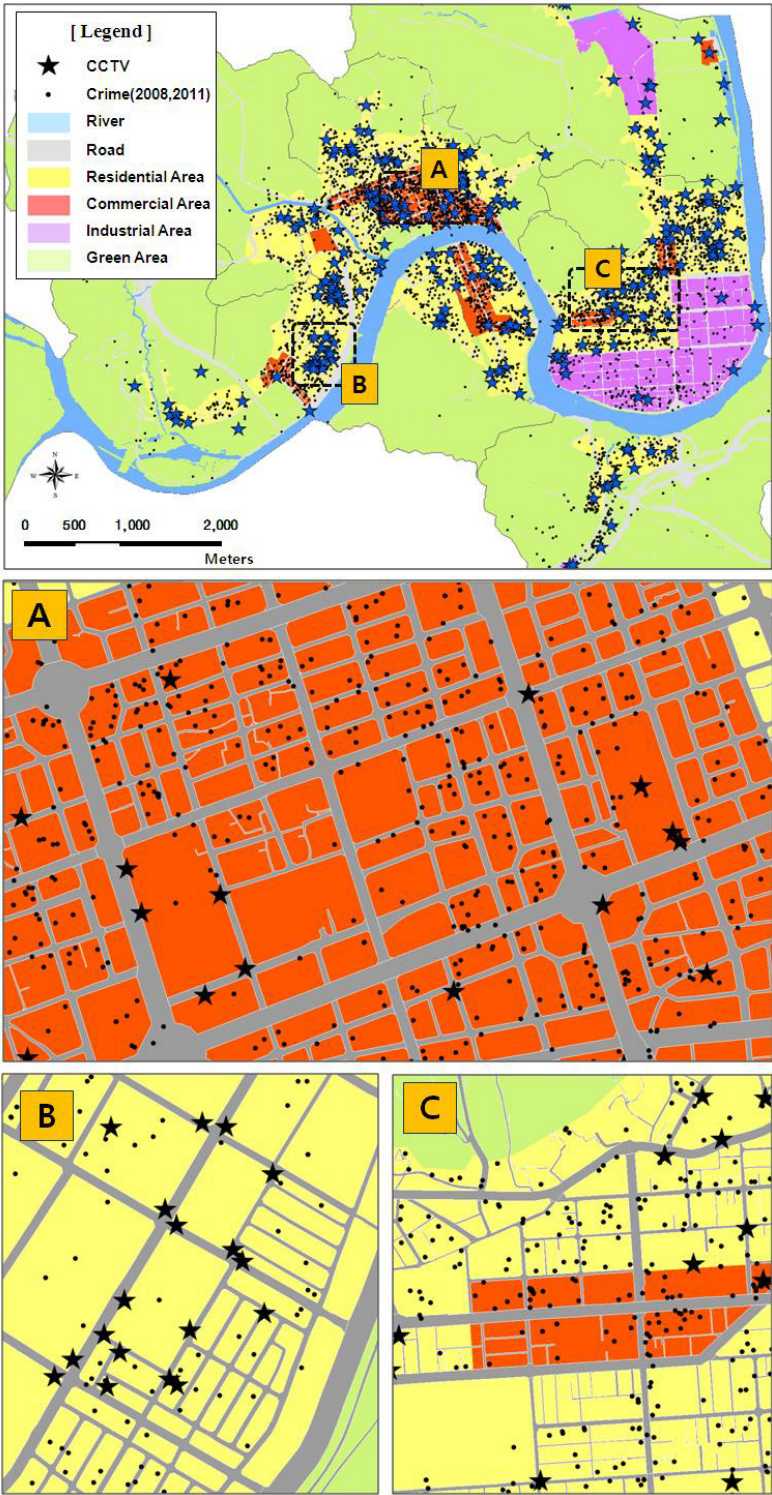 [ Legend ]
CCTV
Crime(2008,2011)
River
Road
Residential Area
Commercial Area
Industrial Area
Green Area
A
C
B
N
W E
S
0 500 1,000 2,000
Meters
A
B
C